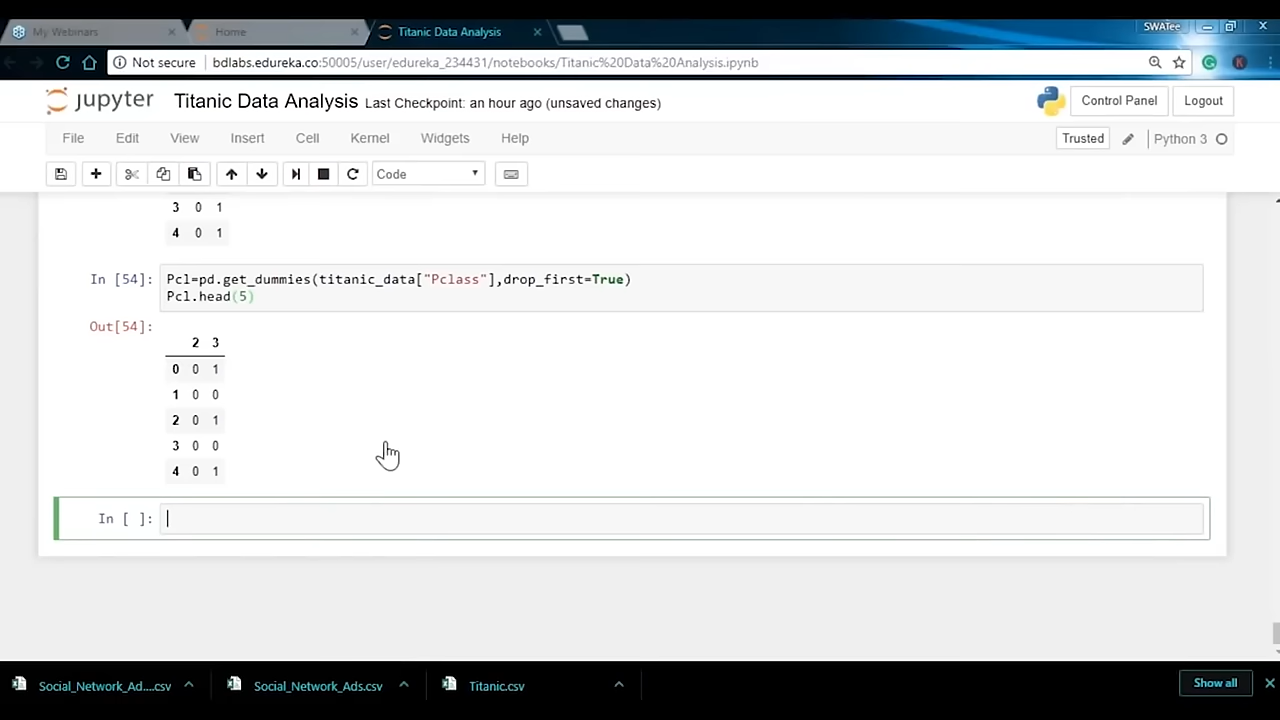 My Webinars
Home
Titanic Data Analysis
SWATee
Not secure
bdlabs.edureka.co:50005/user/edureka_234431/notebooks/Titanic%20Data%20Analysis.ipynb
K
jupyter Titanic Data Analysis Last Checkpoint: an hour ago (unsaved changes)
Control Panel
Logout
File Edit View Insert Cell Kernel Widgets Help
Trusted
Python 3
Code
3 0 1
4 0 1
In [54]: Pcl=pd.get_dummies(titanic_data["Pclass"],drop_first=True)
Pcl.head(5)
Out[54]:
2 3
0 0 1
1 0 0
2 0 1
3 0 0
4 0 1
In [ ]:
Social_Network_Ad....csv
Social_Network_Ads.csv
Titanic.csv
Show all